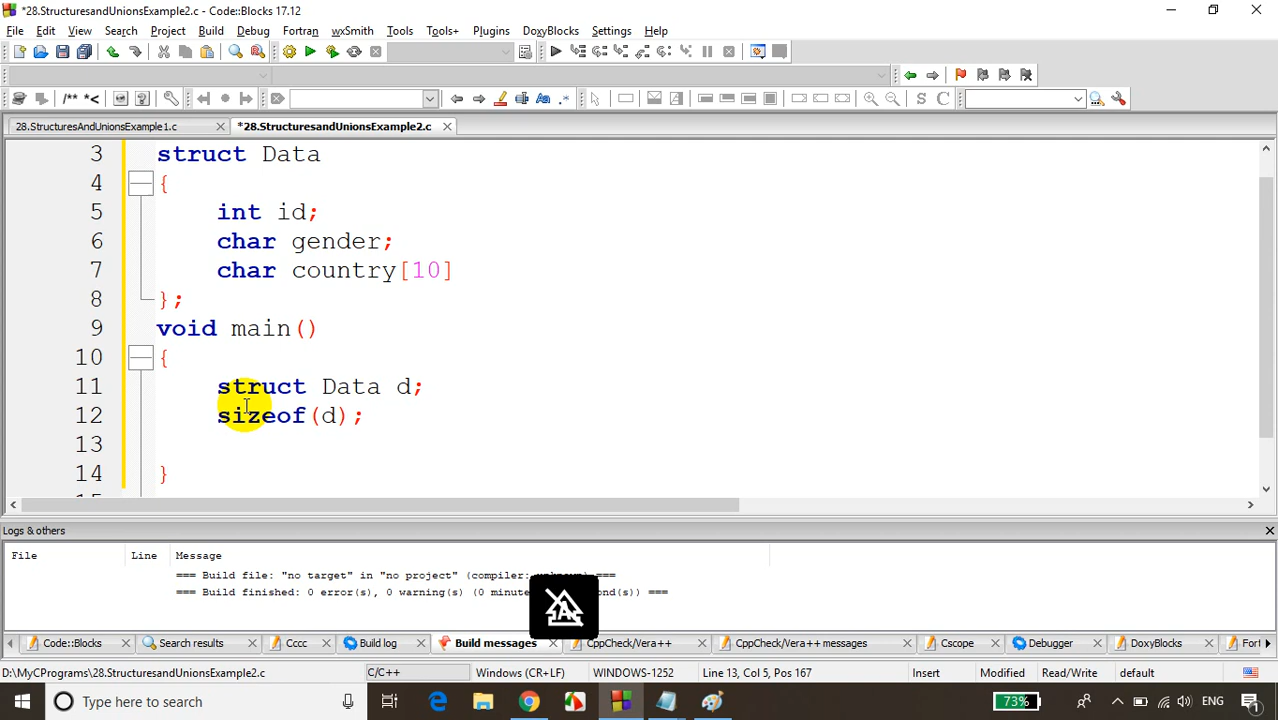 *28.StructuresandUnionsExample2.c - Code::Blocks 17.12
File Edit View Search Project Build Debug Fortran wxSmith Tools Tools+ Plugins DoxyBlocks Settings Help
/** *<
S C
28.StructuresAndUnionsExample1.c *28.StructuresandUnionsExample2.c
3 struct Data
4 {
5 int id;
6 char gender;
7 char country[10]
8 };
9 void main()
10 {
11 struct Data d;
12 sizeof(d);
13
14 }
Logs & others
File Line Message
=== Build file: "no target" in "no project" (compiler: ===
=== Build finished: 0 error(s), 0 warning(s) (0 ===
Code::Blocks Search results Cccc Build log Build messages CppCheck/Vera++ CppCheck/Vera++ messages Cscope Debugger DoxyBlocks
D:\MyCPrograms\28.StructuresandUnionsExample2.c C/C++ Windows (CR+LF) WINDOWS-1252 Line 13, Col 5, Pos 167 Insert Modified Read/Write default
Type here to search 73% ENG